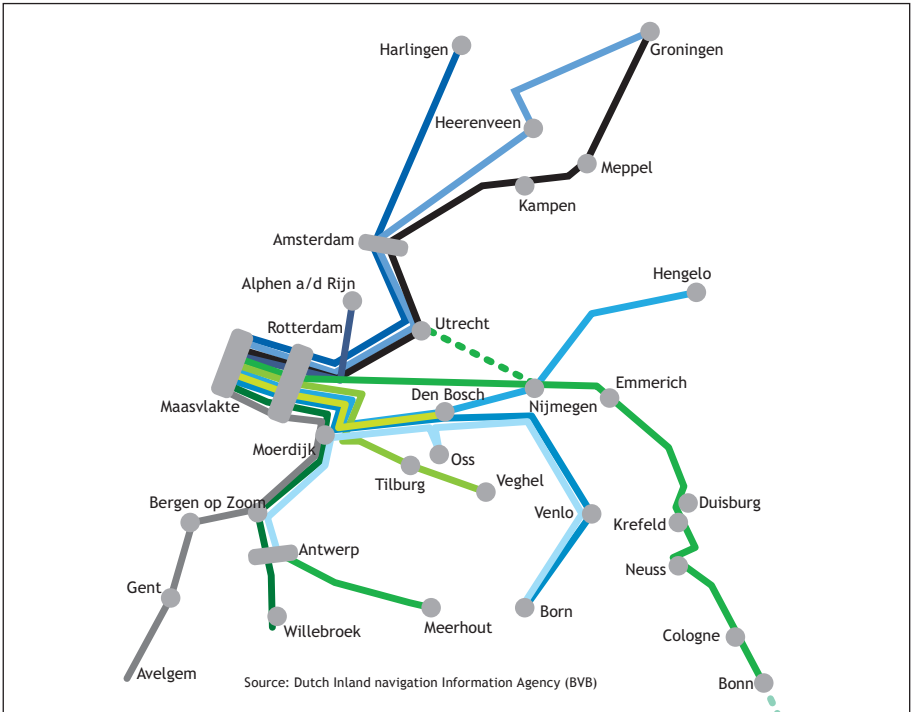 Harlingen
Groningen
Heerenveen
Meppel
Kampen
Amsterdam
Hengelo
Alphen a/d Rijn
Rotterdam
Utrecht
Emmerich
Den Bosch
Nijmegen
Maasvlakte
Moerdijk
Oss
Tilburg
Veghel
Bergen op Zoom
Venlo
Duisburg
Krefeld
Antwerp
Neuss
Gent
Willebroek
Meerhout
Born
Cologne
Avelgem
Source: Dutch Inland navigation Information Agency (BVB)
Bonn